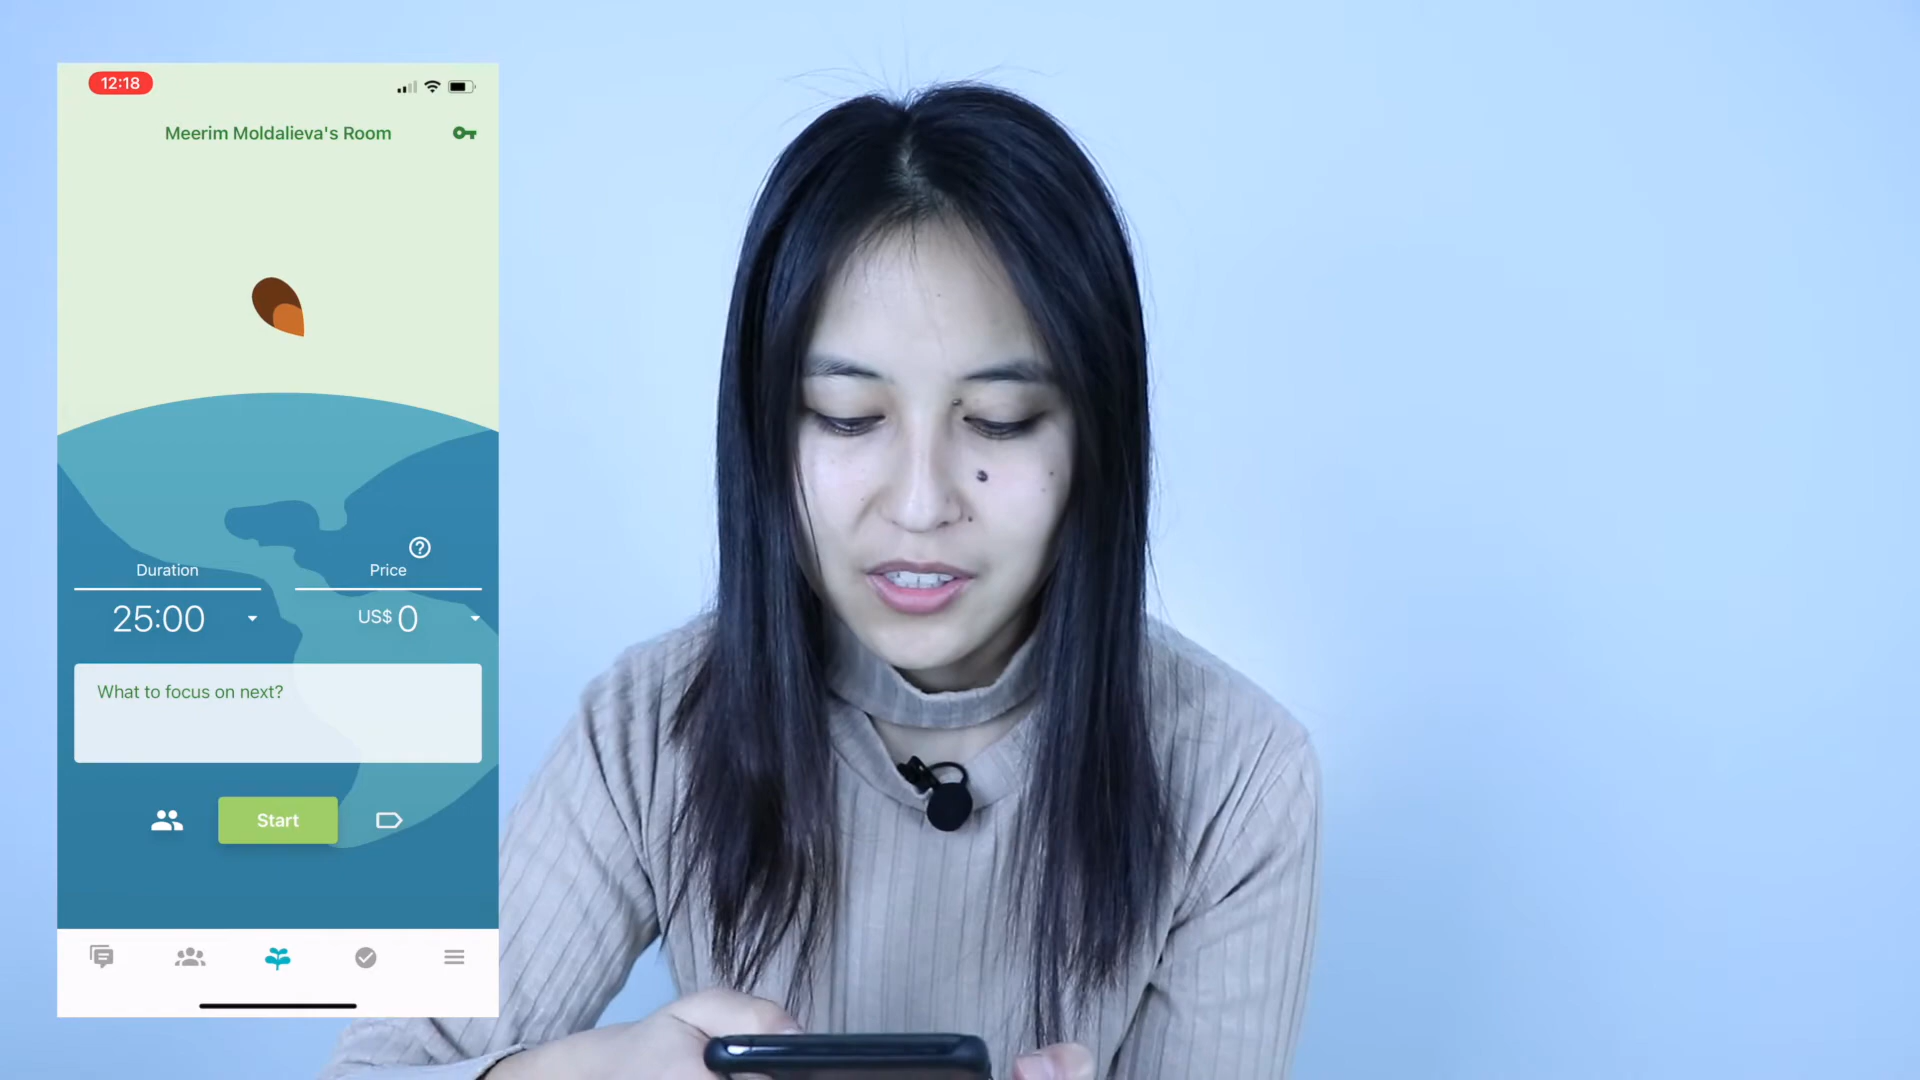 12:18
Meerim Moldalieva's Room
?
Duration
Price
25:00
US$ 0
What to focus on next?
Start